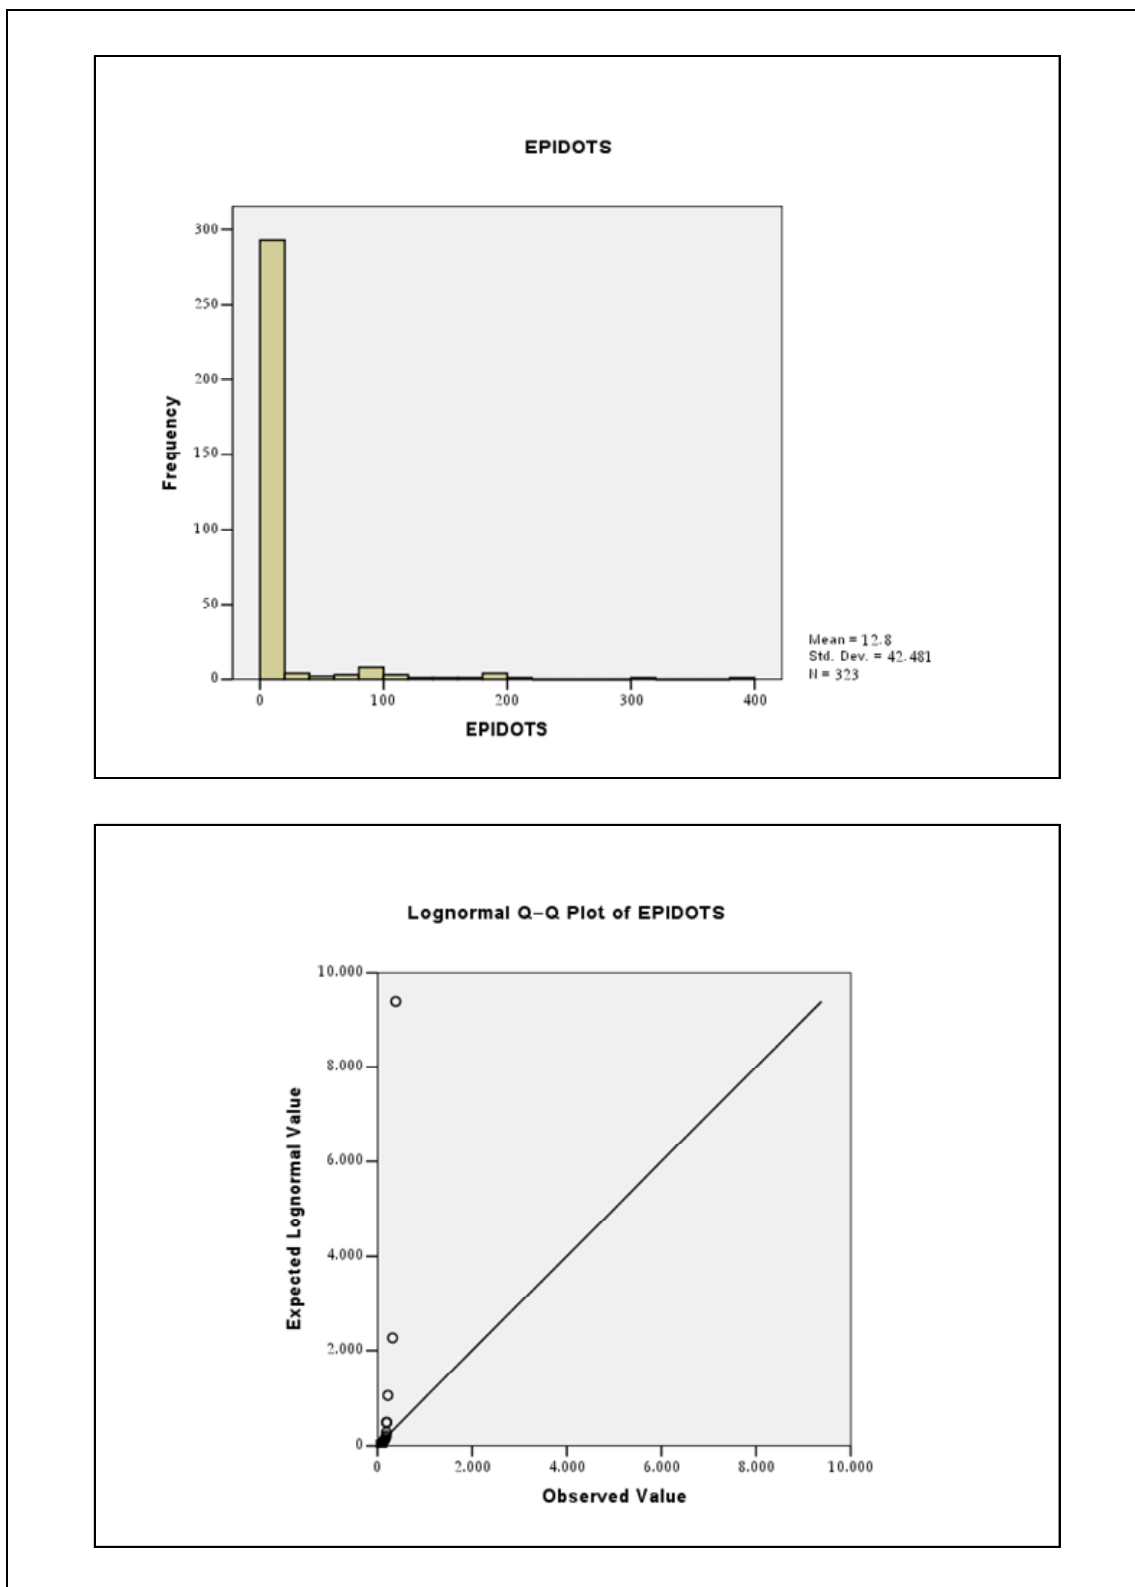 EPIDOTS
300
250
200
150
100
50
0
Frequency
0 100 200 300 400
EPIDOTS
Mean = 12.8
Std. Dev. = 42.481
N = 323
Lognormal Q-Q Plot of EPIDOTS
10.000
8.000
6.000
4.000
2.000
0
Expected Lognormal Value
0 2.000 4.000 6.000 8.000 10.000
Observed Value